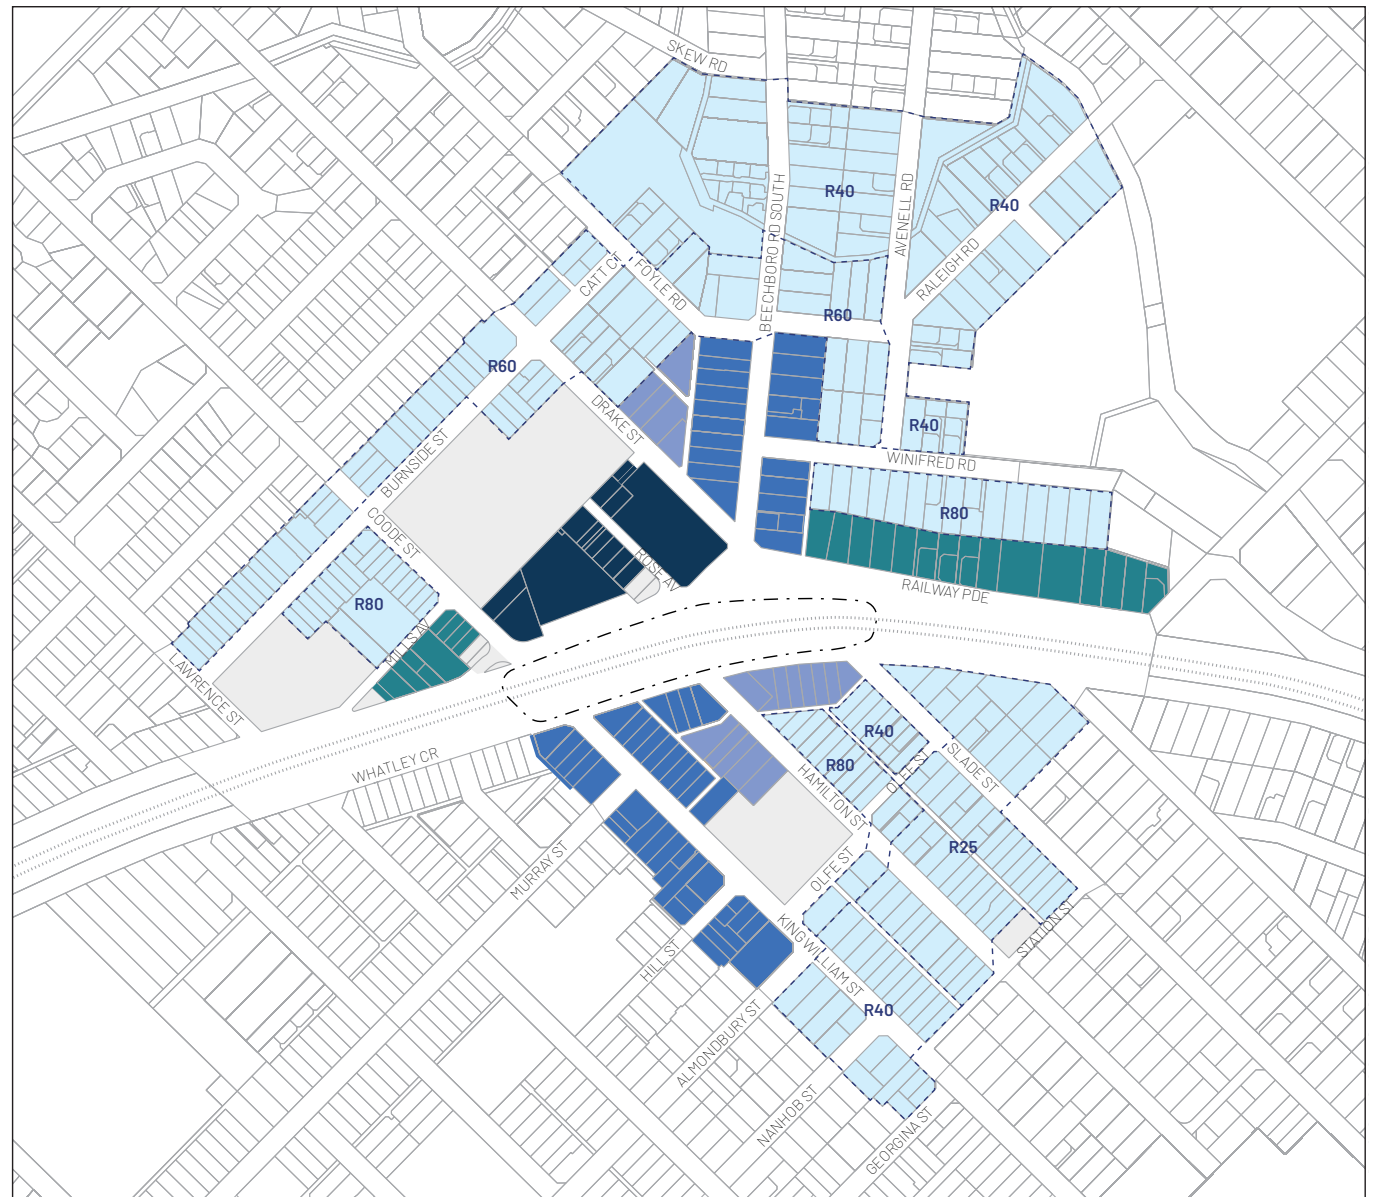 SKEW RD
R40
R40
BEECHBORO RD SOUTH
AVENELL RD
RALEIGH RD
CATT CR
FOYLE RD
R60
R60
DRAKE ST
R40
BURNSIDE ST
WINIFRED RD
COODE ST
R80
ROSE AV
RAILWAY PDE
R80
LAWRENCE ST
WHATLEY CR
R40
R80
OLFE ST
SLADE ST
HAMILTON ST
R25
MURRAY ST
OLFE ST
KING WILLIAM ST
STATION ST
HILL ST
R40
ALMONDBURY ST
NANHOB ST
GEORGINA ST